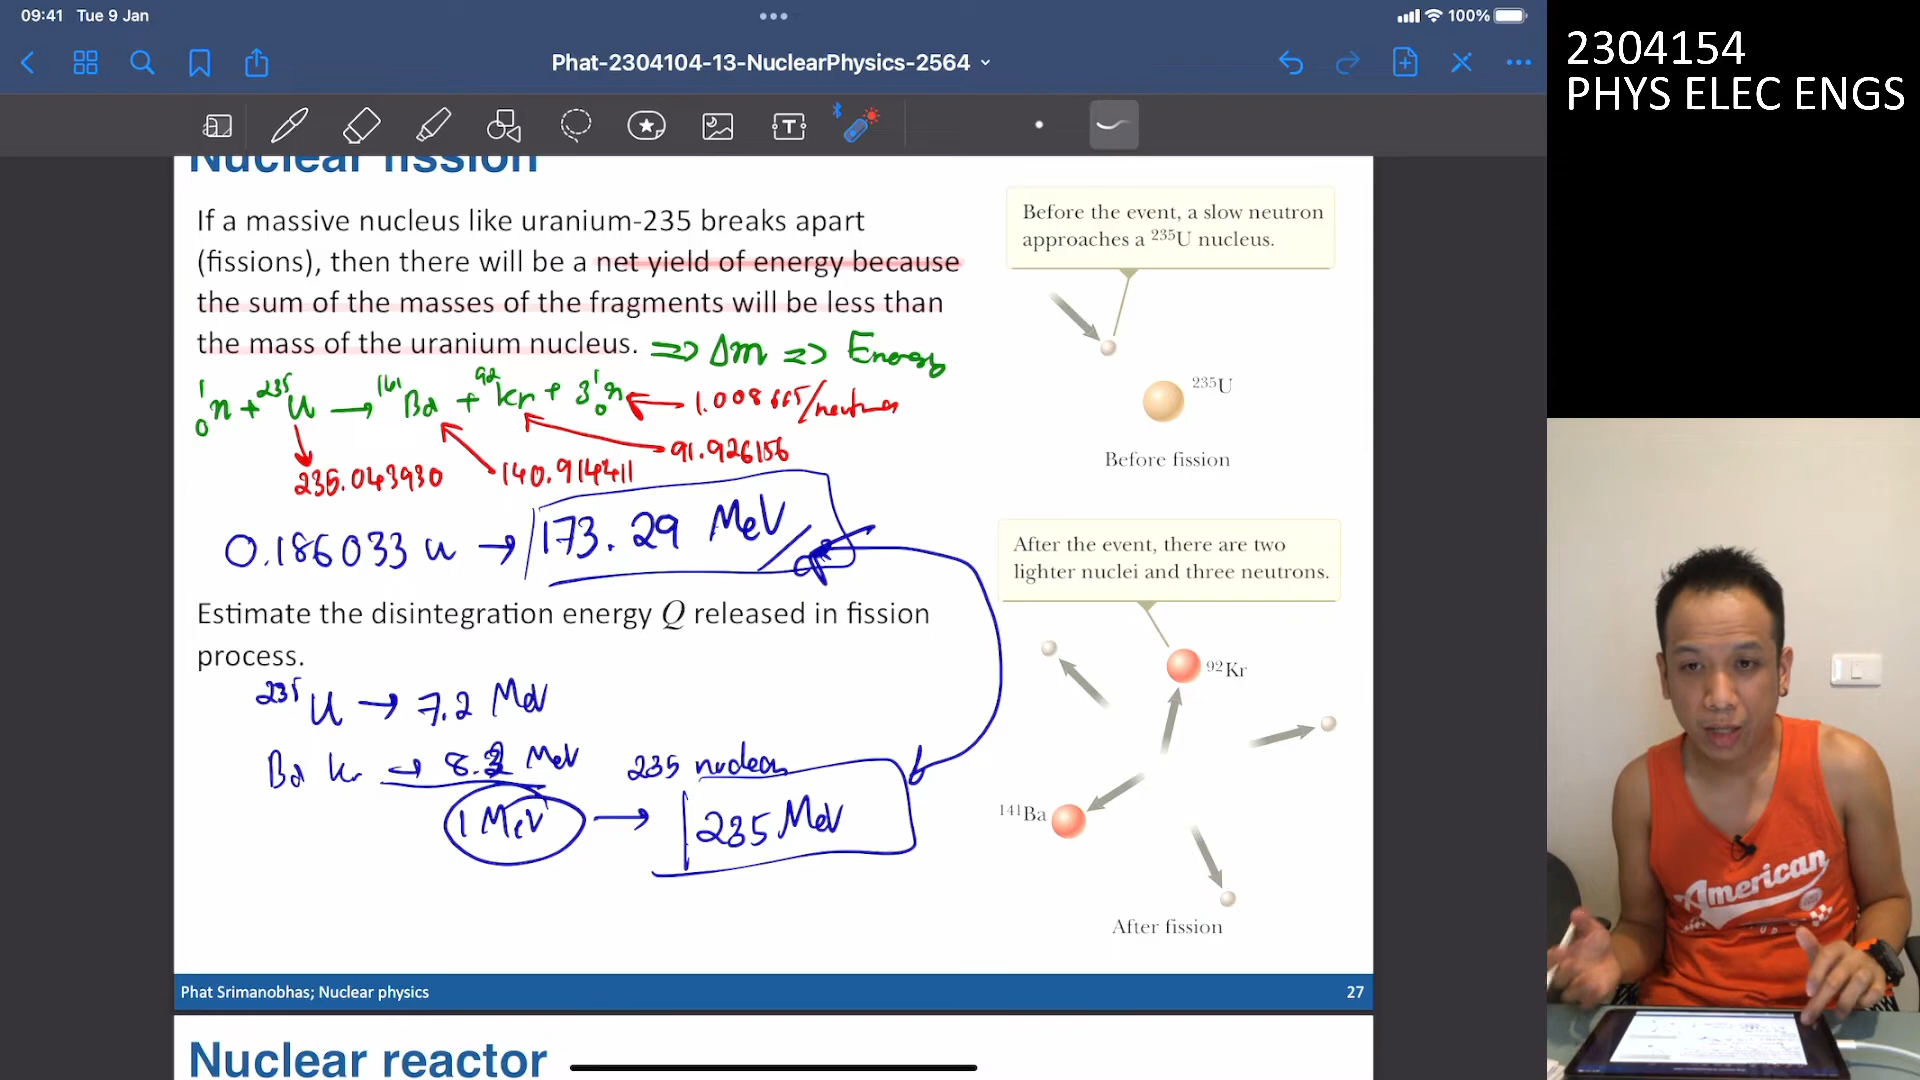 09:41 Tue 9 Jan
100%
Phat-2304104-13-NuclearPhysics-2564
2304154
PHYS ELEC ENGS
Nuclear fission
If a massive nucleus like uranium-235 breaks apart
(fissions), then there will be a net yield of energy because
the sum of the masses of the fragments will be less than
the mass of the uranium nucleus. => Δm => Energy
¹₀n + ²³⁵U → ¹⁴¹Ba + ⁹²Kr + 3¹₀n ← 1.008665/neutron
235.043930
140.914411
91.926156
0.186033 u → 173.29 MeV/
Estimate the disintegration energy Q released in fission
process.
²³⁵U → 7.2 MeV
Ba Kr → 8.2 MeV
1 MeV →
235 nucleons
235 MeV
Before the event, a slow neutron
approaches a ²³⁵U nucleus.
²³⁵U
Before fission
After the event, there are two
lighter nuclei and three neutrons.
⁹²Kr
¹⁴¹Ba
After fission
Phat Srimanobhas; Nuclear physics
27
Nuclear reactor
American